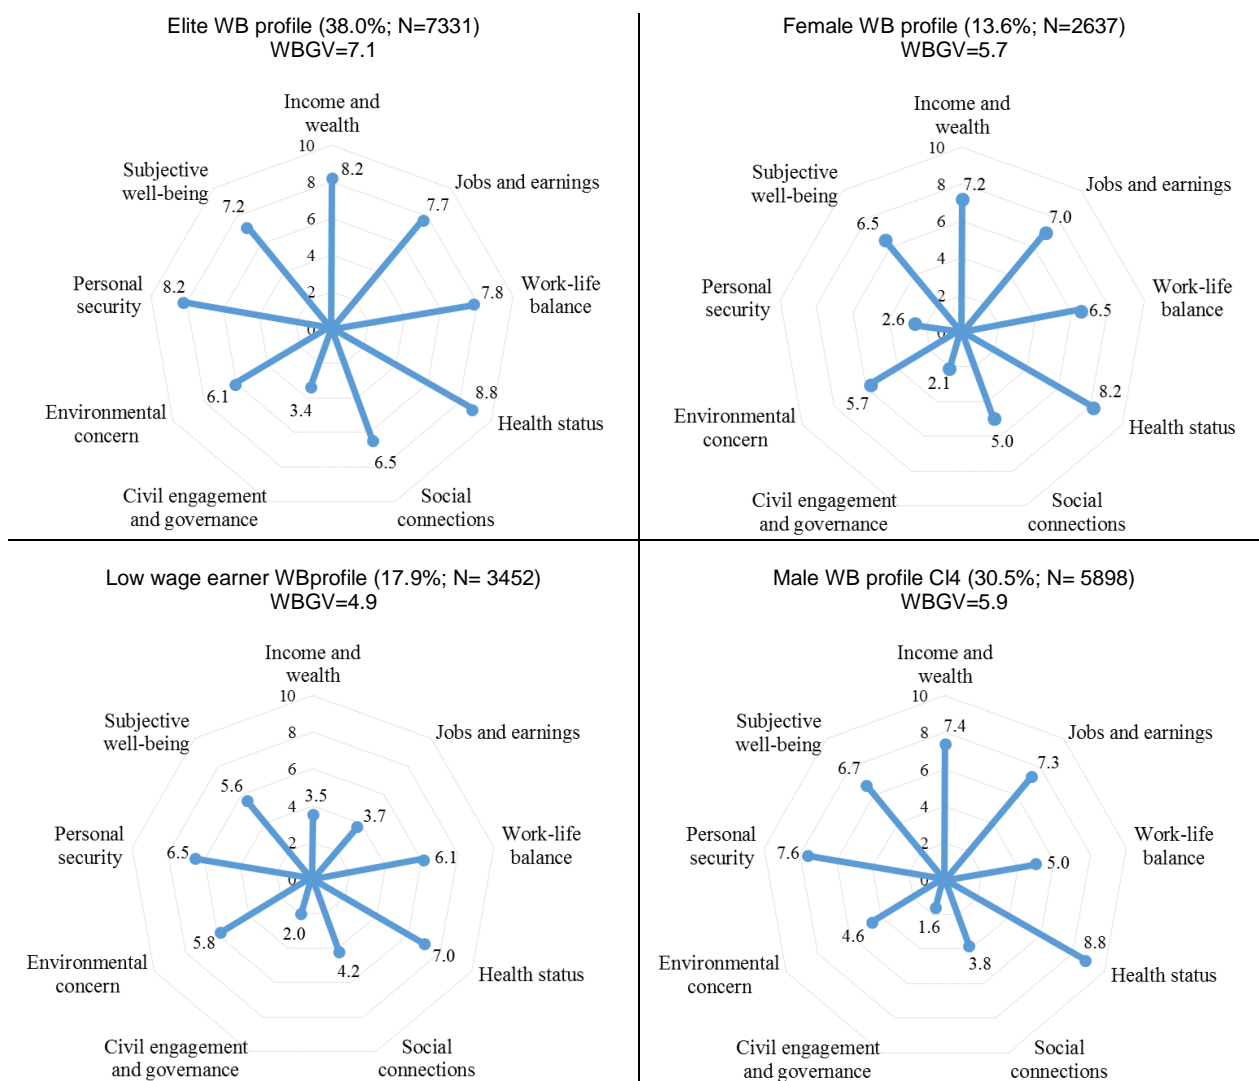 Elite WB profile (38.0%; N=7331)
WBGV=7.1
Income and
wealth
10
8.2
Subjective
well-being
7.2
8
7.7
Jobs and earnings
6
4
Personal
security
8.2
2
7.8
Work-life
balance
0
6.1
Environmental
concern
3.4
8.8
Health status
6.5
Civil engagement
and governance
Social
connections
Female WB profile (13.6%; N=2637)
WBGV=5.7
Income and
wealth
10
Subjective
well-being
8
7.2
Jobs and earnings
6.5
7.0
6
4
Personal
security
2.6
2
6.5
Work-life
balance
0
5.7
Environmental
concern
2.1
8.2
Health status
5.0
Civil engagement
and governance
Social
connections
Low wage earner WBprofile (17.9%; N= 3452)
WBGV=4.9
Income and
wealth
10
Subjective
well-being
8
Jobs and earnings
6
5.6
3.5
4
3.7
Personal
security
6.5
2
6.1
Work-life
balance
0
5.8
Environmental
concern
2.0
7.0
Health status
4.2
Civil engagement
and governance
Social
connections
Male WB profile Cl4 (30.5%; N= 5898)
WBGV=5.9
Income and
wealth
10
7.4
Subjective
well-being
8
Jobs and earnings
6.7
7.3
6
4
Personal
security
7.6
2
5.0
Work-life
balance
0
4.6
Environmental
concern
1.6
8.8
Health status
3.8
Civil engagement
and governance
Social
connections